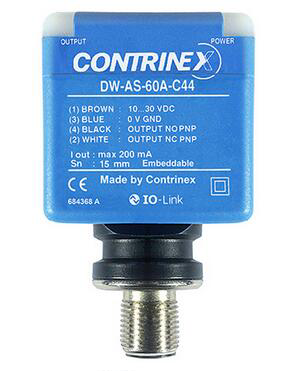 OUTPUT POWER
CONTRINEX
DW-AS-60A-C44
(1) BROWN : 10...30 VDC
(3) BLUE : 0 V GND
(4) BLACK : OUTPUT NO PNP
(2) WHITE : OUTPUT NC PNP
I out : max 200 mA
Sn : 15 mm Embeddable
CE Made by Contrinex
684368 A IO-Link